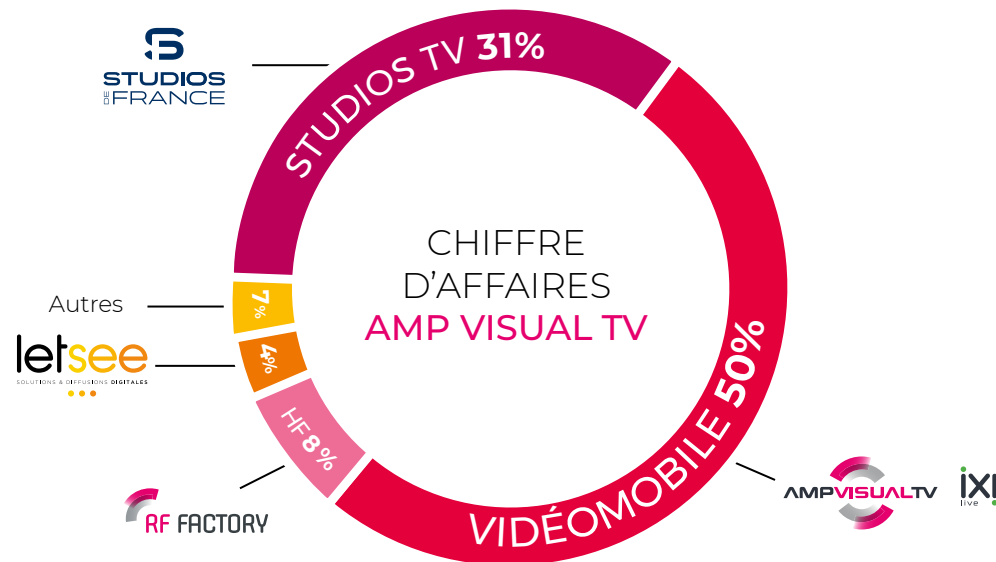 STUDIOS TV 31%
STUDIOS
DE FRANCE
CHIFFRE
D'AFFAIRES
AMP VISUAL TV
Autres
7%
letsee
SOLUTIONS & DIFFUSIONS DIGITALES
4%
HF 8%
RF FACTORY
VIDÉOMOBILE 50%
AMPVISUALTV
live